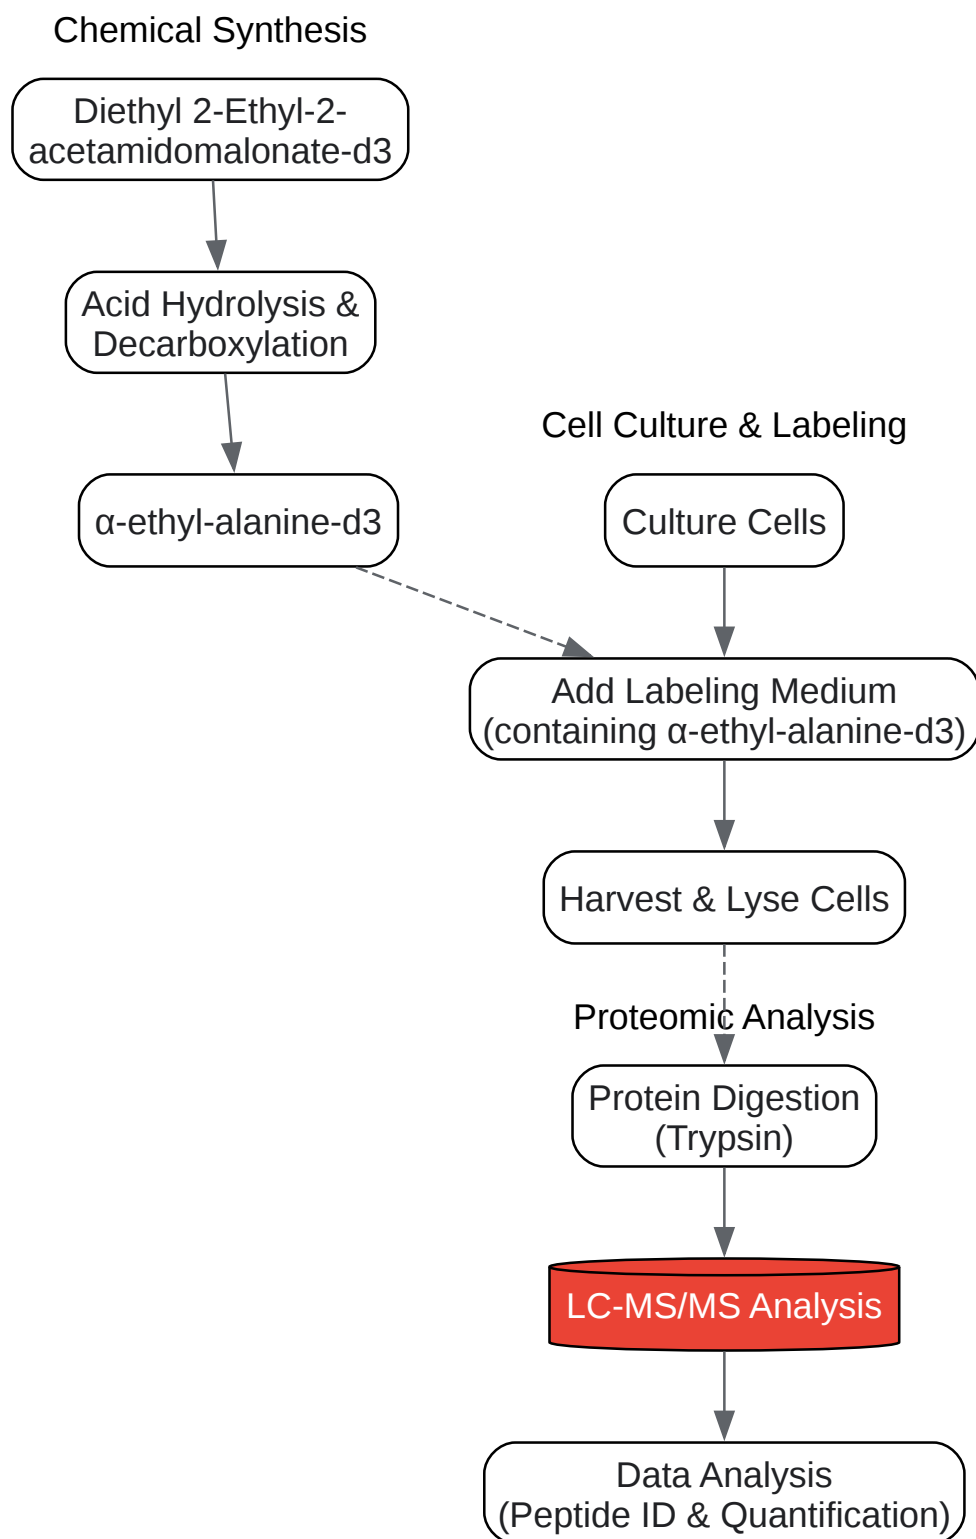 Chemical Synthesis
Diethyl 2-Ethyl-2-
acetamidomalonate-d3
Acid Hydrolysis &
Decarboxylation
α-ethyl-alanine-d3
Cell Culture & Labeling
Culture Cells
Add Labeling Medium
(containing α-ethyl-alanine-d3)
Harvest & Lyse Cells
Proteomic Analysis
Protein Digestion
(Trypsin)
LC-MS/MS Analysis
Data Analysis
(Peptide ID & Quantification)